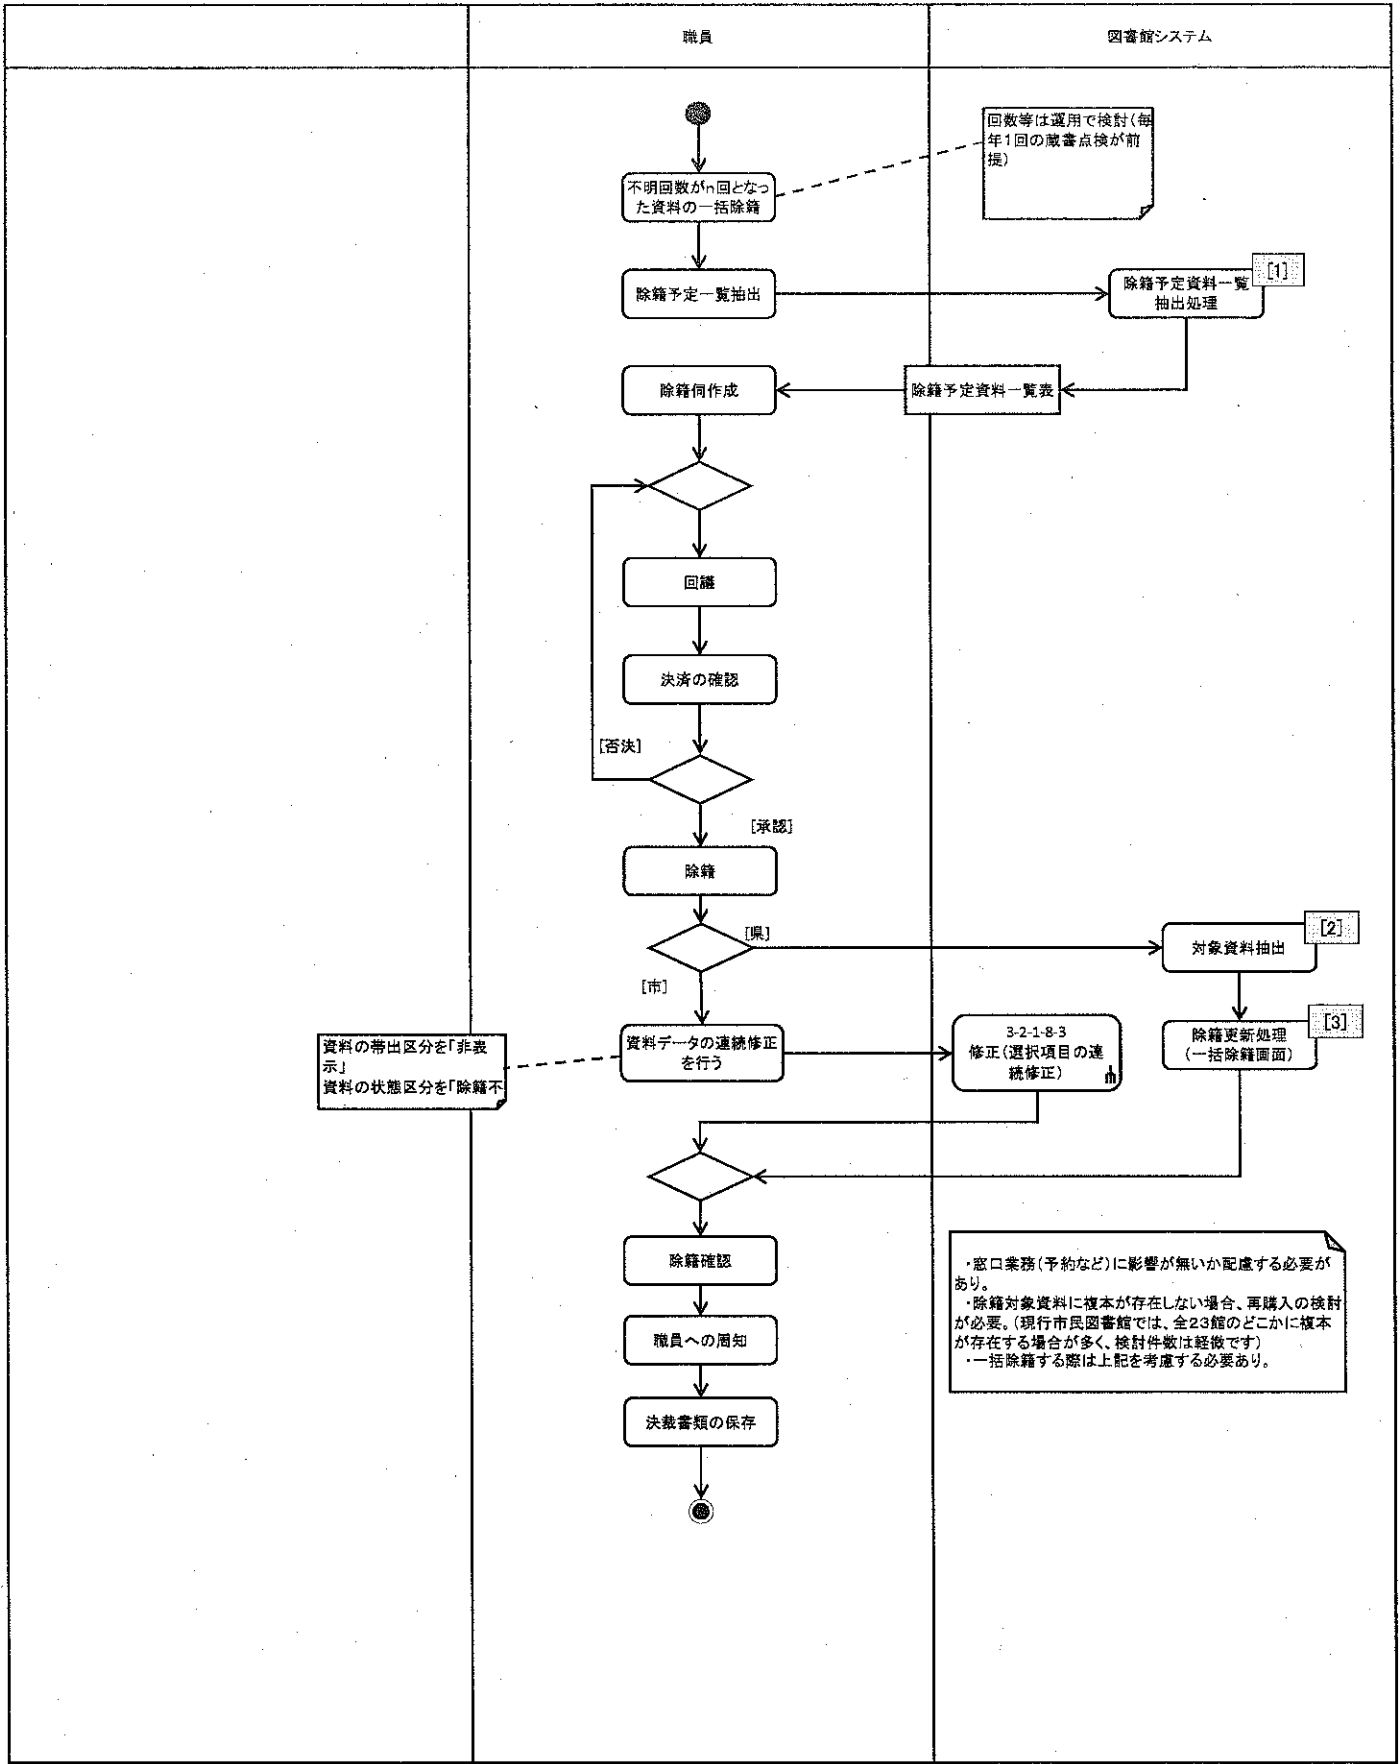 職員
図書館システム
回数等は運用で検討(毎
年1回の蔵書点検が前
提)
不明回数がn回となっ
た資料の一括除籍
除籍予定一覧抽出
[1]
除籍予定資料一覧
抽出処理
除籍伺作成
除籍予定資料一覧表
回議
決済の確認
[否決]
[承認]
除籍
[県]
[2]
対象資料抽出
[市]
資料の帯出区分を「非表
示」
資料の状態区分を「除籍不
資料データの連続修正
を行う
3-2-1-8-3
修正(選択項目の連
続修正)
[3]
除籍更新処理
(一括除籍画面)
除籍確認
職員への周知
決裁書類の保存
・窓口業務(予約など)に影響が無いか配慮する必要が
あり。
・除籍対象資料に複本が存在しない場合、再購入の検討
が必要。(現行市民図書館では、全23館のどこかに複本
が存在する場合が多く、検討件数は経微です)
・一括除籍する際は上記を考慮する必要あり。